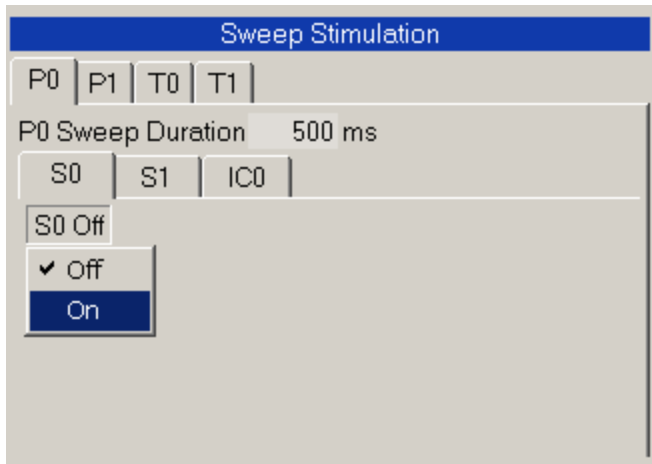 Sweep Stimulation
P0 P1 T0 T1
P0 Sweep Duration 500 ms
S0 S1 IC0
S0 Off
✔ Off
On